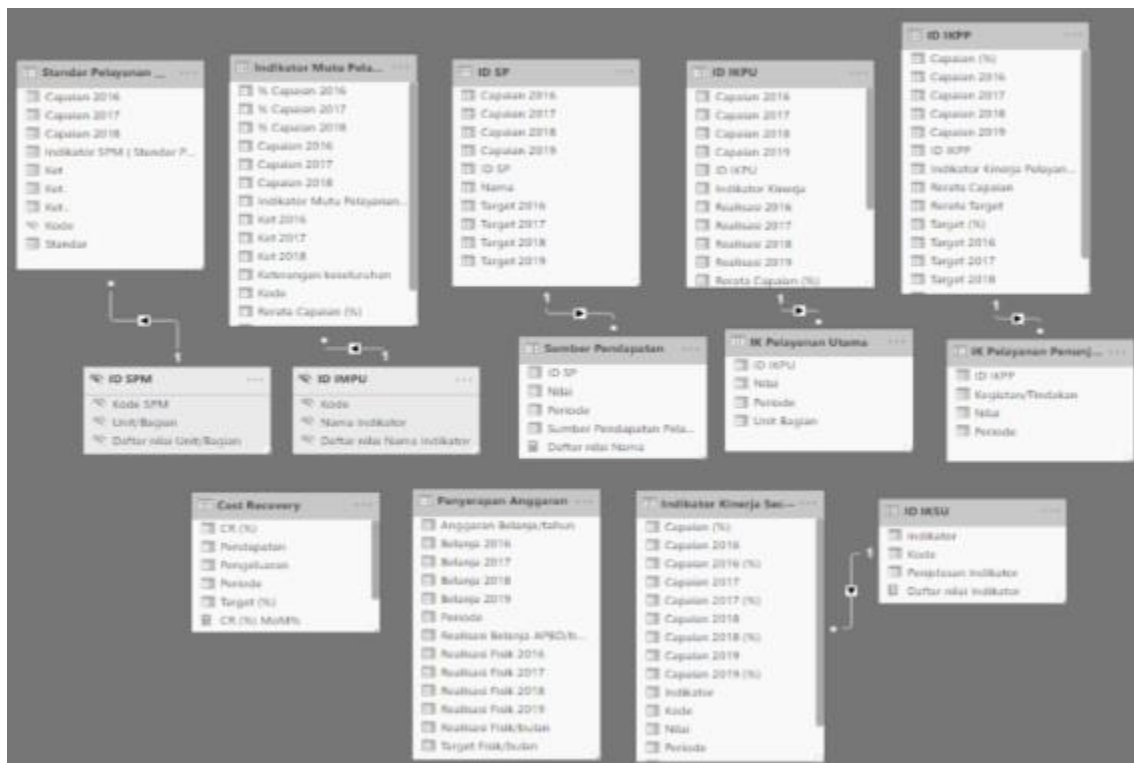 Standar Pelayanan ...
Capaian 2016
Capaian 2017
Capaian 2018
Indikator SPM ( Standar P...
Ket
Ket.
Ket..
Kode
Standar
Indikator Mutu Pela...
% Capaian 2016
% Capaian 2017
% Capaian 2018
Capaian 2016
Capaian 2017
Capaian 2018
Indikator Mutu Pelayanan...
Ket 2016
Ket 2017
Ket 2018
Keterangan keseluruhan
Kode
Rerata Capaian (%)
ID SP
Capaian 2016
Capaian 2017
Capaian 2018
Capaian 2019
ID SP
Nama
Target 2016
Target 2017
Target 2018
Target 2019
ID IKPU
Capaian 2016
Capaian 2017
Capaian 2018
Capaian 2019
ID IKPU
Indikator Kinerja
Realisasi 2016
Realisasi 2017
Realisasi 2018
Realisasi 2019
Rerata Capaian (%)
ID IKPP
Capaian (%)
Capaian 2016
Capaian 2017
Capaian 2018
Capaian 2019
ID IKPP
Indikator Kinerja Pelayan...
Rerata Capaian
Rerata Target
Target (%)
Target 2016
Target 2017
Target 2018
*
1
*
1
1
*
1
*
1
*
ID SPM
Kode SPM
Unit/Bagian
Daftar nilai Unit/Bagian
ID IMPU
Kode
Nama Indikator
Daftar nilai Nama Indikator
Sumber Pendapatan
ID SP
Nilai
Periode
Sumber Pendapatan Pela...
Daftar nilai Nama
IK Pelayanan Utama
ID IKPU
Nilai
Periode
Unit Bagian
IK Pelayanan Penunj...
ID IKPP
Kegiatan/Tindakan
Nilai
Periode
Cost Recovery
CR (%)
Pendapatan
Pengeluaran
Periode
Target (%)
CR (%) MoM%
Penyerapan Anggaran
Anggaran Belanja/tahun
Belanja 2016
Belanja 2017
Belanja 2018
Belanja 2019
Periode
Realisasi Belanja APBD/b...
Realisasi Fisik 2016
Realisasi Fisik 2017
Realisasi Fisik 2018
Realisasi Fisik 2019
Realisasi Fisik/bulan
Target Fisik/bulan
Indikator Kinerja Sec...
Capaian (%)
Capaian 2016
Capaian 2016 (%)
Capaian 2017
Capaian 2017 (%)
Capaian 2018
Capaian 2018 (%)
Capaian 2019
Capaian 2019 (%)
Indikator
Kode
Nilai
Periode
1
*
ID IKSU
Indikator
Kode
Penjelasan Indikator
Daftar nilai Indikator